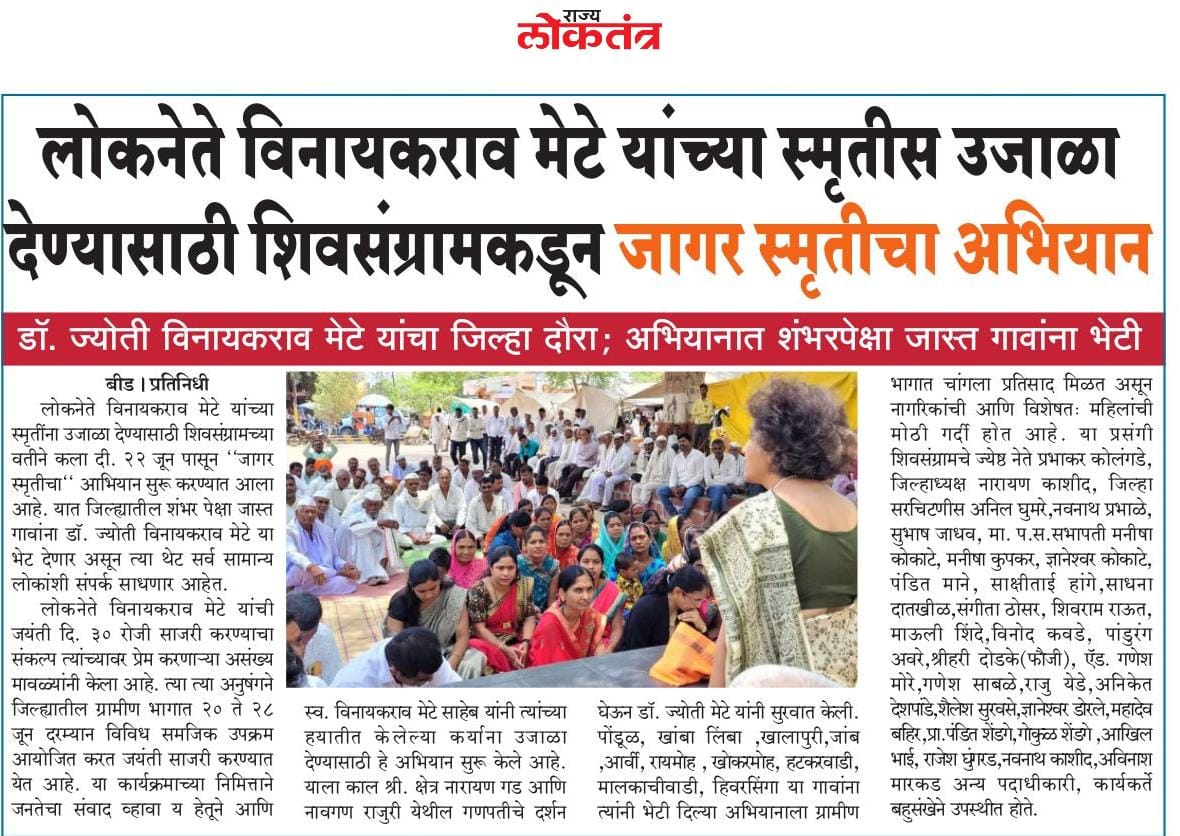 राज्य
लोकतंत्र
लोकनेते विनायकराव मेटे यांच्या स्मृतीस उजाळा
देण्यासाठी शिवसंग्रामकडून जागर स्मृतीचा अभियान
डॉ. ज्योती विनायकराव मेटे यांचा जिल्हा दौरा; अभियानात शंभरपेक्षा जास्त गावांना भेटी
बीड । प्रतिनिधी
लोकनेते विनायकराव मेटे यांच्या
स्मृतींना उजाळा देण्यासाठी शिवसंग्रामच्या
वतीने कला दी. २२ जून पासून "जागर
स्मृतीचा" आभियान सुरू करण्यात आला
आहे. यात जिल्ह्यातील शंभर पेक्षा जास्त
गावांना डॉ. ज्योती विनायकराव मेटे या
भेट देणार असून त्या थेट सर्व सामान्य
लोकांशी संपर्क साधणार आहेत.
लोकनेते विनायकराव मेटे यांची
जयंती दि. ३० रोजी साजरी करण्याचा
संकल्प त्यांच्यावर प्रेम करणाऱ्या असंख्य
मावळ्यांनी केला आहे. त्या त्या अनुषंगने
जिल्ह्यातील ग्रामीण भागात २० ते २८
जून दरम्यान विविध समजिक उपक्रम
आयोजित करत जयंती साजरी करण्यात
येत आहे. या कार्यक्रमाच्या निमित्ताने
जनतेचा संवाद व्हावा य हेतूने आणि
स्व. विनायकराव मेटे साहेब यांनी त्यांच्या
हयातीत केलेल्या कर्याना उजाळा
देण्यासाठी हे अभियान सुरू केले आहे.
याला काल श्री. क्षेत्र नारायण गड आणि
नावगण राजुरी येथील गणपतीचे दर्शन
घेऊन डॉ. ज्योती मेटे यांनी सुरवात केली.
पोंडूळ, खांबा लिंबा ,खालापुरी,जांब
,आर्वी, रायमोह , खोकरमोह, हटकरवाडी,
मालकाचीवाडी, हिवरसिंगा या गावांना
त्यांनी भेटी दिल्या अभियानाला ग्रामीण
भागात चांगला प्रतिसाद मिळत असून
नागरिकांची आणि विशेषतः महिलांची
मोठी गर्दी होत आहे. या प्रसंगी
शिवसंग्रामचे ज्येष्ठ नेते प्रभाकर कोलंगडे,
जिल्हाध्यक्ष नारायण काशीद, जिल्हा
सरचिटणीस अनिल घुमरे,नवनाथ प्रभाळे,
सुभाष जाधव, मा. प.स.सभापती मनीषा
कोकाटे, मनीषा कुपकर, ज्ञानेश्वर कोकाटे,
पंडित माने, साक्षीताई हांगे,साधना
दातखीळ,संगीता ठोसर, शिवराम राऊत,
माऊली शिंदे,विनोद कवडे, पांडुरंग
अवरे,श्रीहरी दोडके(फौजी), ऍड. गणेश
मोरे,गणेश साबळे,राजु येडे,अनिकेत
देशपांडे,शैलेश सुरवसे,ज्ञानेश्वर डोरले,महादेव
बहिर,प्रा.पंडित शेंडगे,गोकुळ शेंडगे ,आखिल
भाई, राजेश घुंगरड,नवनाथ काशीद,अविनाश
मारकड अन्य पदाधीकारी, कार्यकर्ते
बहुसंखेने उपस्थीत होते.